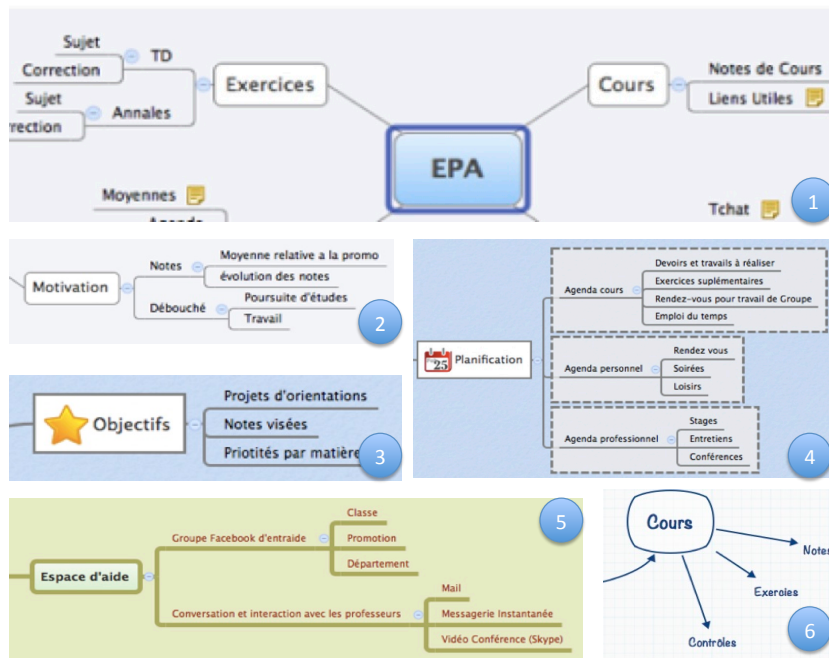 Sujet
Correction
TD
Sujet
rrection
Annales
Exercices
EPA
Cours
Notes de Cours
Liens Utiles
Moyennes
Tchat
1
Motivation
Notes
Moyenne relative a la promo
évolution des notes
Débouché
Poursuite d'études
Travail
2
Objectifs
Projets d'orientations
Notes visées
Priotités par matière
3
25
Planification
Agenda cours
Devoirs et travails à réaliser
Exercices suplémentaires
Rendez-vous pour travail de Groupe
Emploi du temps
Agenda personnel
Rendez vous
Soirées
Loisirs
Agenda professionnel
Stages
Entretiens
Conférences
4
Espace d'aide
Groupe Facebook d'entraide
Classe
Promotion
Département
Conversation et interaction avec les professeurs
Mail
Messagerie Instantanée
Vidéo Conférence (Skype)
5
Cours
Notes
Exercies
Contrôles
6